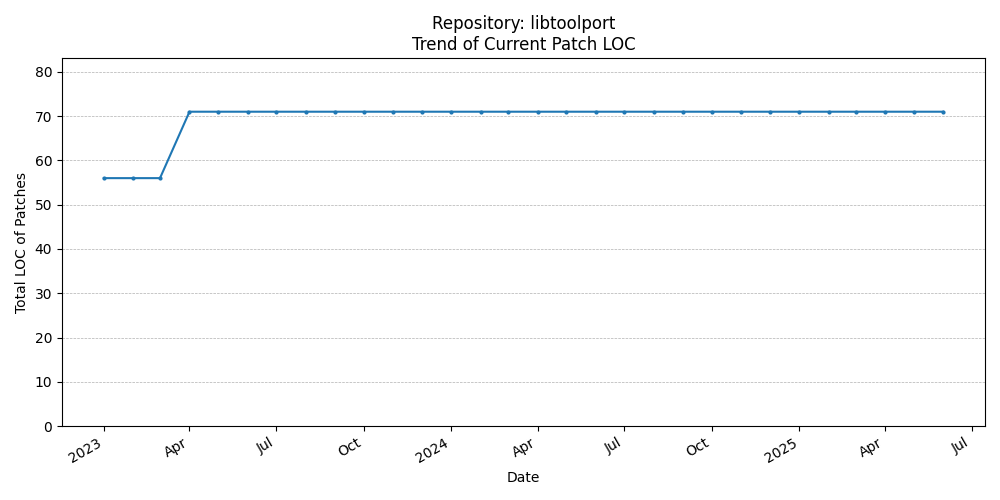 Repository: libtoolport
Trend of Current Patch LOC
Total LOC of Patches
80
70
60
50
40
30
20
10
0
2023
Apr
Jul
Oct
2024
Apr
Jul
Oct
2025
Apr
Jul
Date